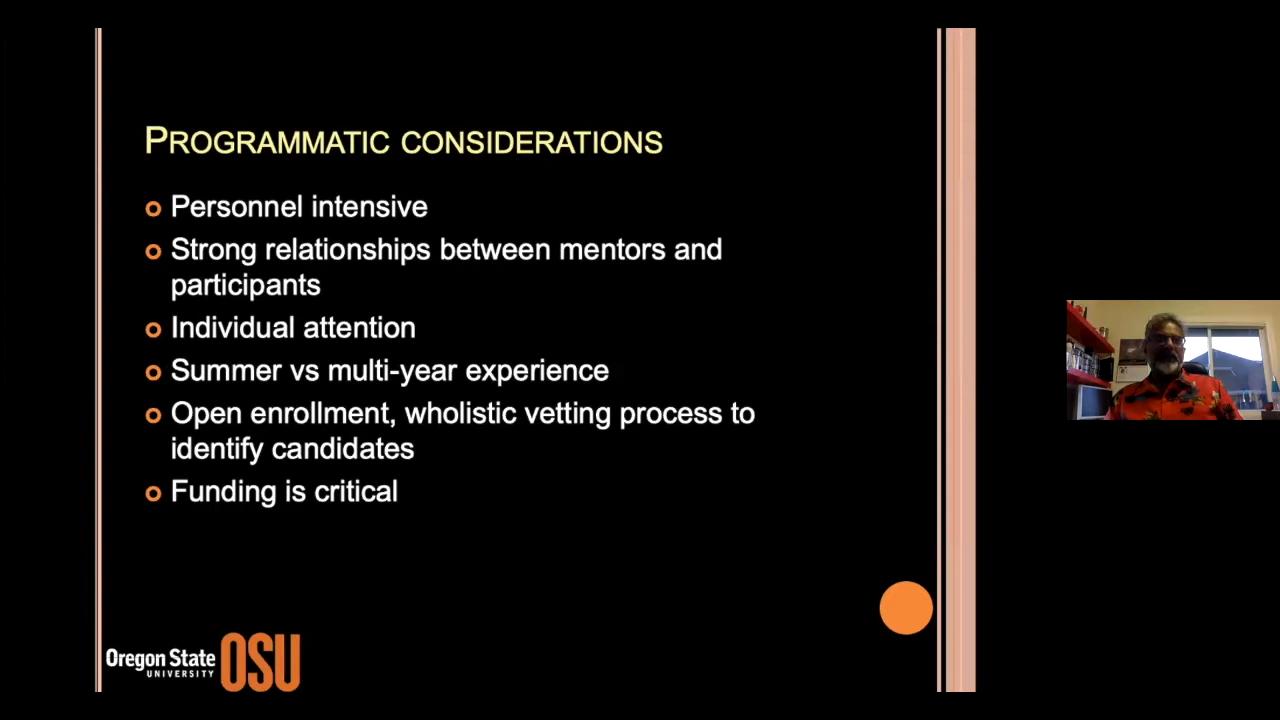 PROGRAMMATIC CONSIDERATIONS
Personnel intensive
Strong relationships between mentors and
participants
Individual attention
Summer vs multi-year experience
Open enrollment, wholistic vetting process to
identify candidates
Funding is critical
Oregon State
UNIVERSITY
OSU